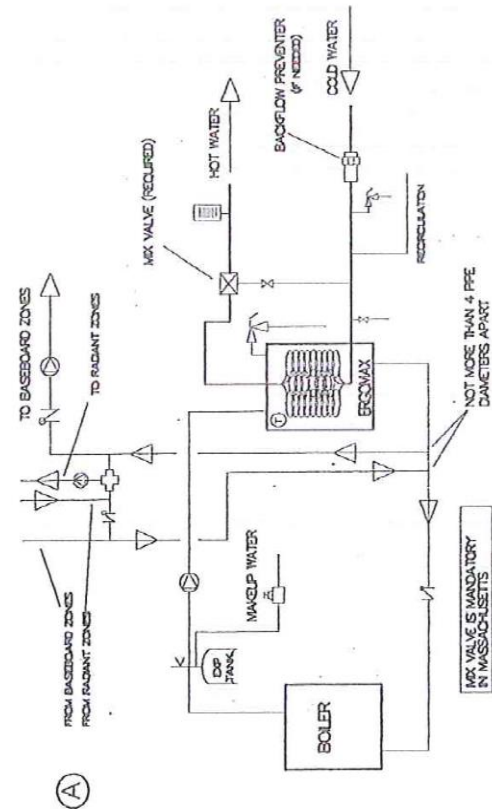 A
FROM BASEBOARD ZONES
FROM RADIANT ZONES
TO BASEBOARD ZONES
TO RADIANT ZONES
HOT WATER
MIX VALVE (REQUIRED)
BACKFLOW PREVENTER
(IF NEEDED)
COLD WATER
RECIRCULATION
T
ERGOMAX
NOT MORE THAN 4 PIPE
DIAMETERS APART
MAKEUP WATER
EXP
TANK
BOILER
MIX VALVE IS MANDATORY
IN MASSACHUSETTS